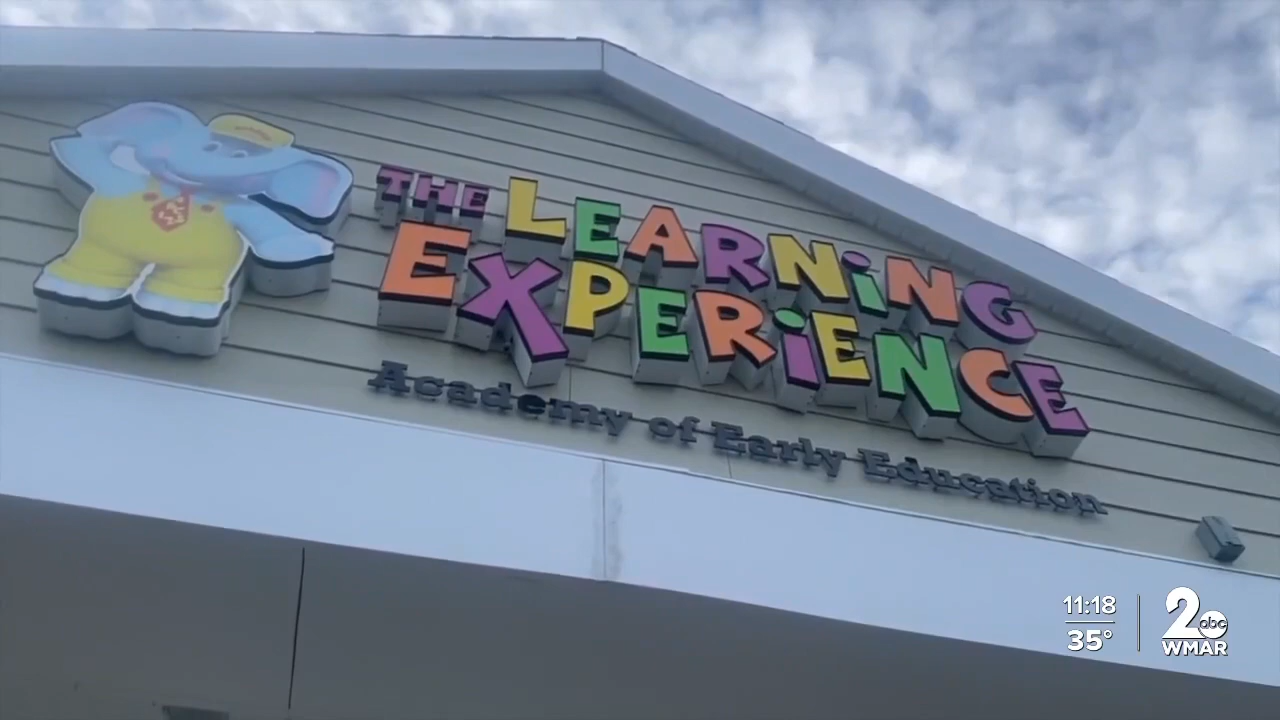 THE LEARNiNG
EXPERiENCE
Academy of Early Education
11:18
35°
2 abc
WMAR